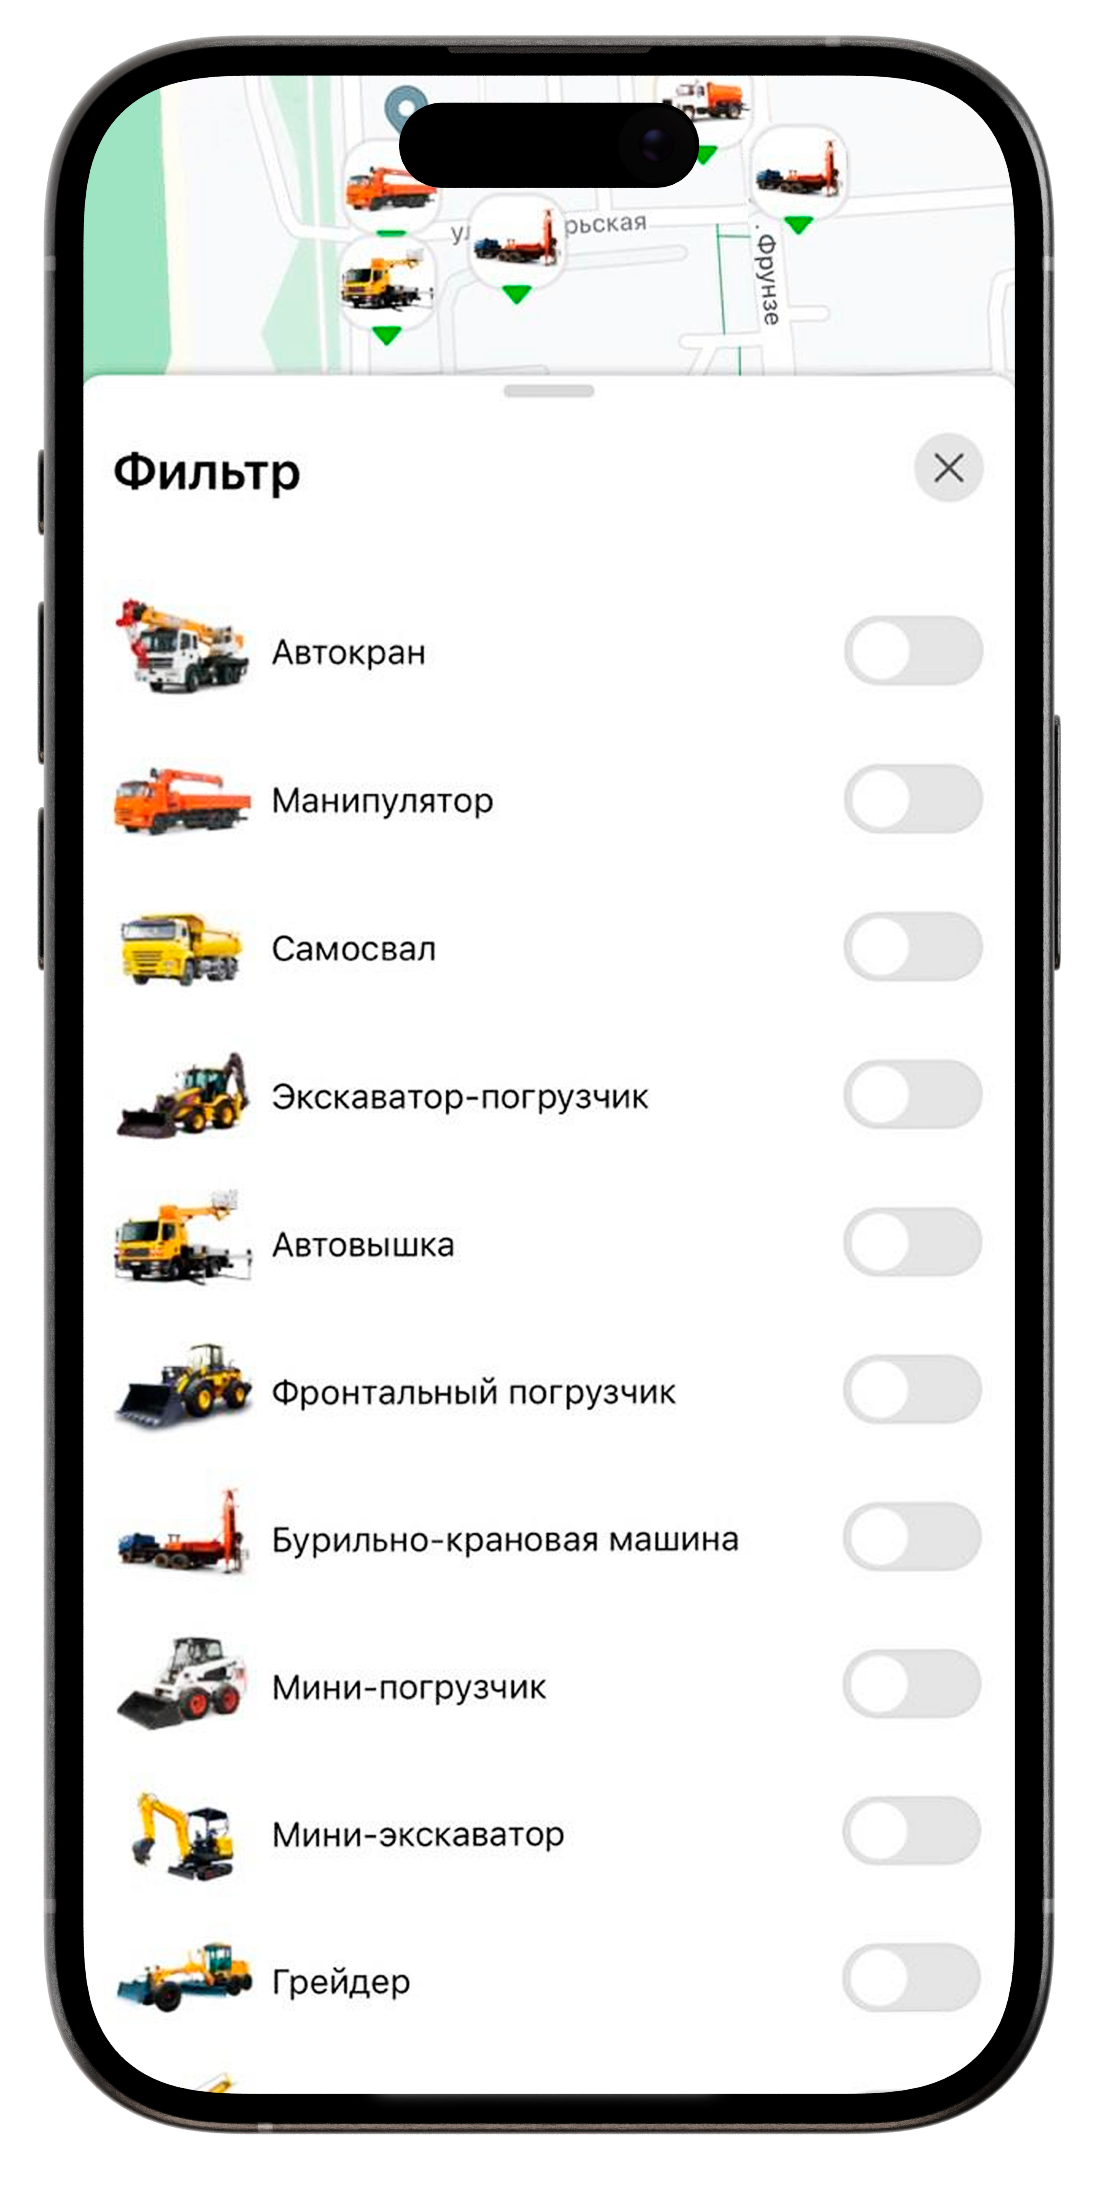 ул
рьская
. Фрунзе
Фильтр
Автокран
Манипулятор
Самосвал
Экскаватор-погрузчик
Автовышка
Фронтальный погрузчик
Бурильно-крановая машина
Мини-погрузчик
Мини-экскаватор
Грейдер